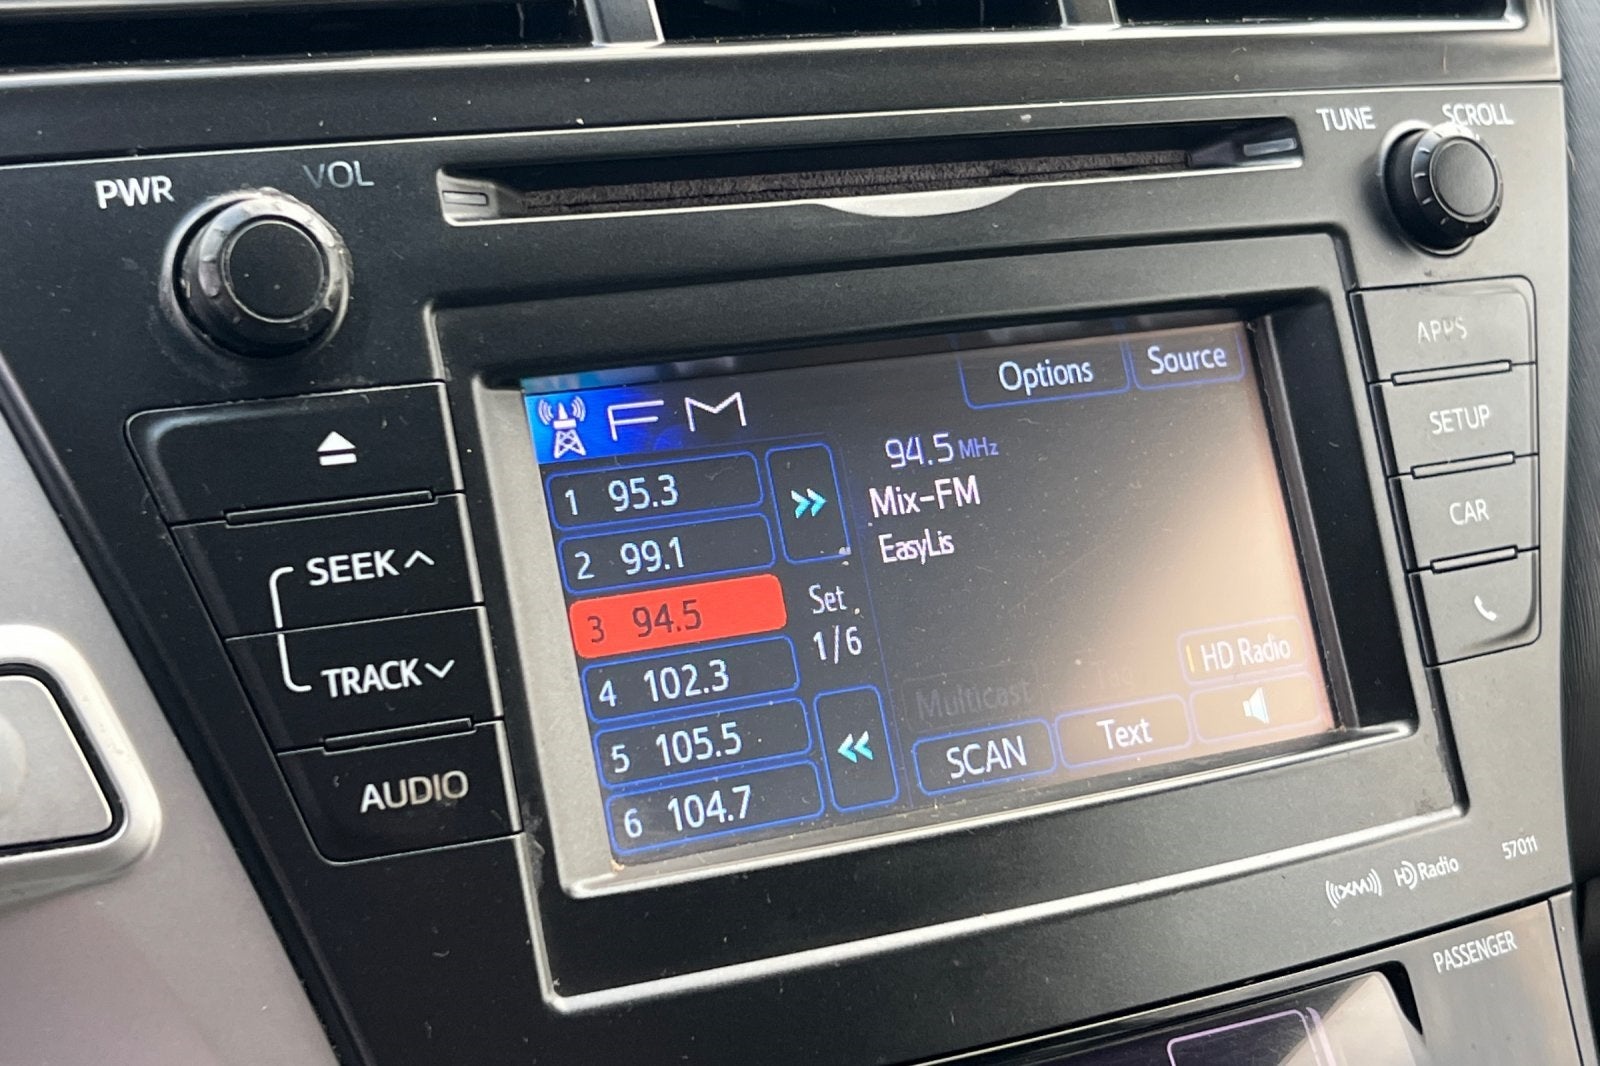 PWR
VOL
TUNE
SCROLL
APPS
SETUP
CAR
SEEK
TRACK
AUDIO
FM
Options
Source
1 95.3
2 99.1
3 94.5
4 102.3
5 105.5
6 104.7
Set
1/6
94.5 MHz
Mix-FM
EasyLis
HD Radio
Multicast
SCAN
Text
((XM))
HD Radio
57011
PASSENGER